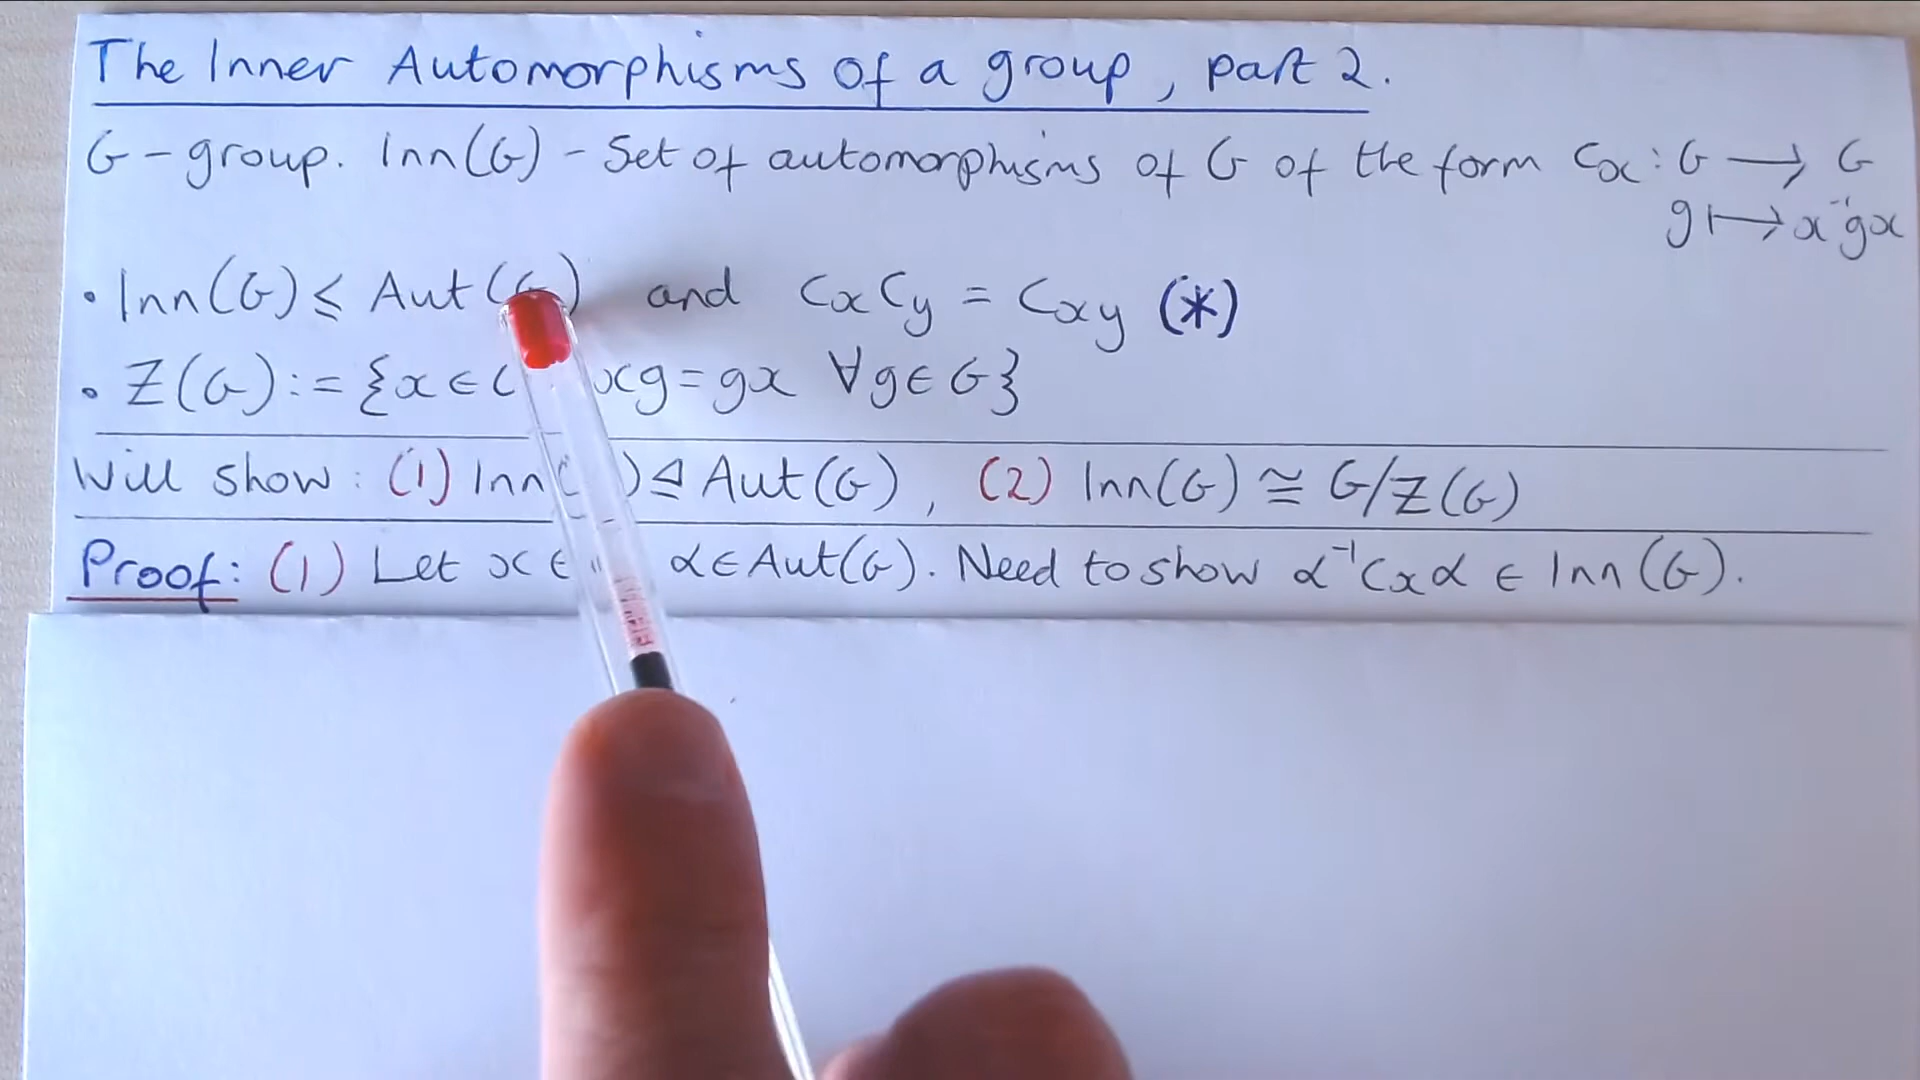 The Inner Automorphisms of a group, part 2.
G - group. Inn(G) - Set of automorphisms of G of the form Cx : G ⟶ G
g ⟼ x⁻¹gx
• Inn(G) ≤ Aut(G) and CxCy = Cxy (*)
• Z(G) := {x ∈ xg = gx ∀g ∈ G}
Will show : (1) Inn( ) ⊴ Aut(G) , (2) Inn(G) ≅ G/Z(G)
Proof: (1) Let x ∈ α ∈ Aut(G). Need to show α⁻¹Cxα ∈ Inn(G).